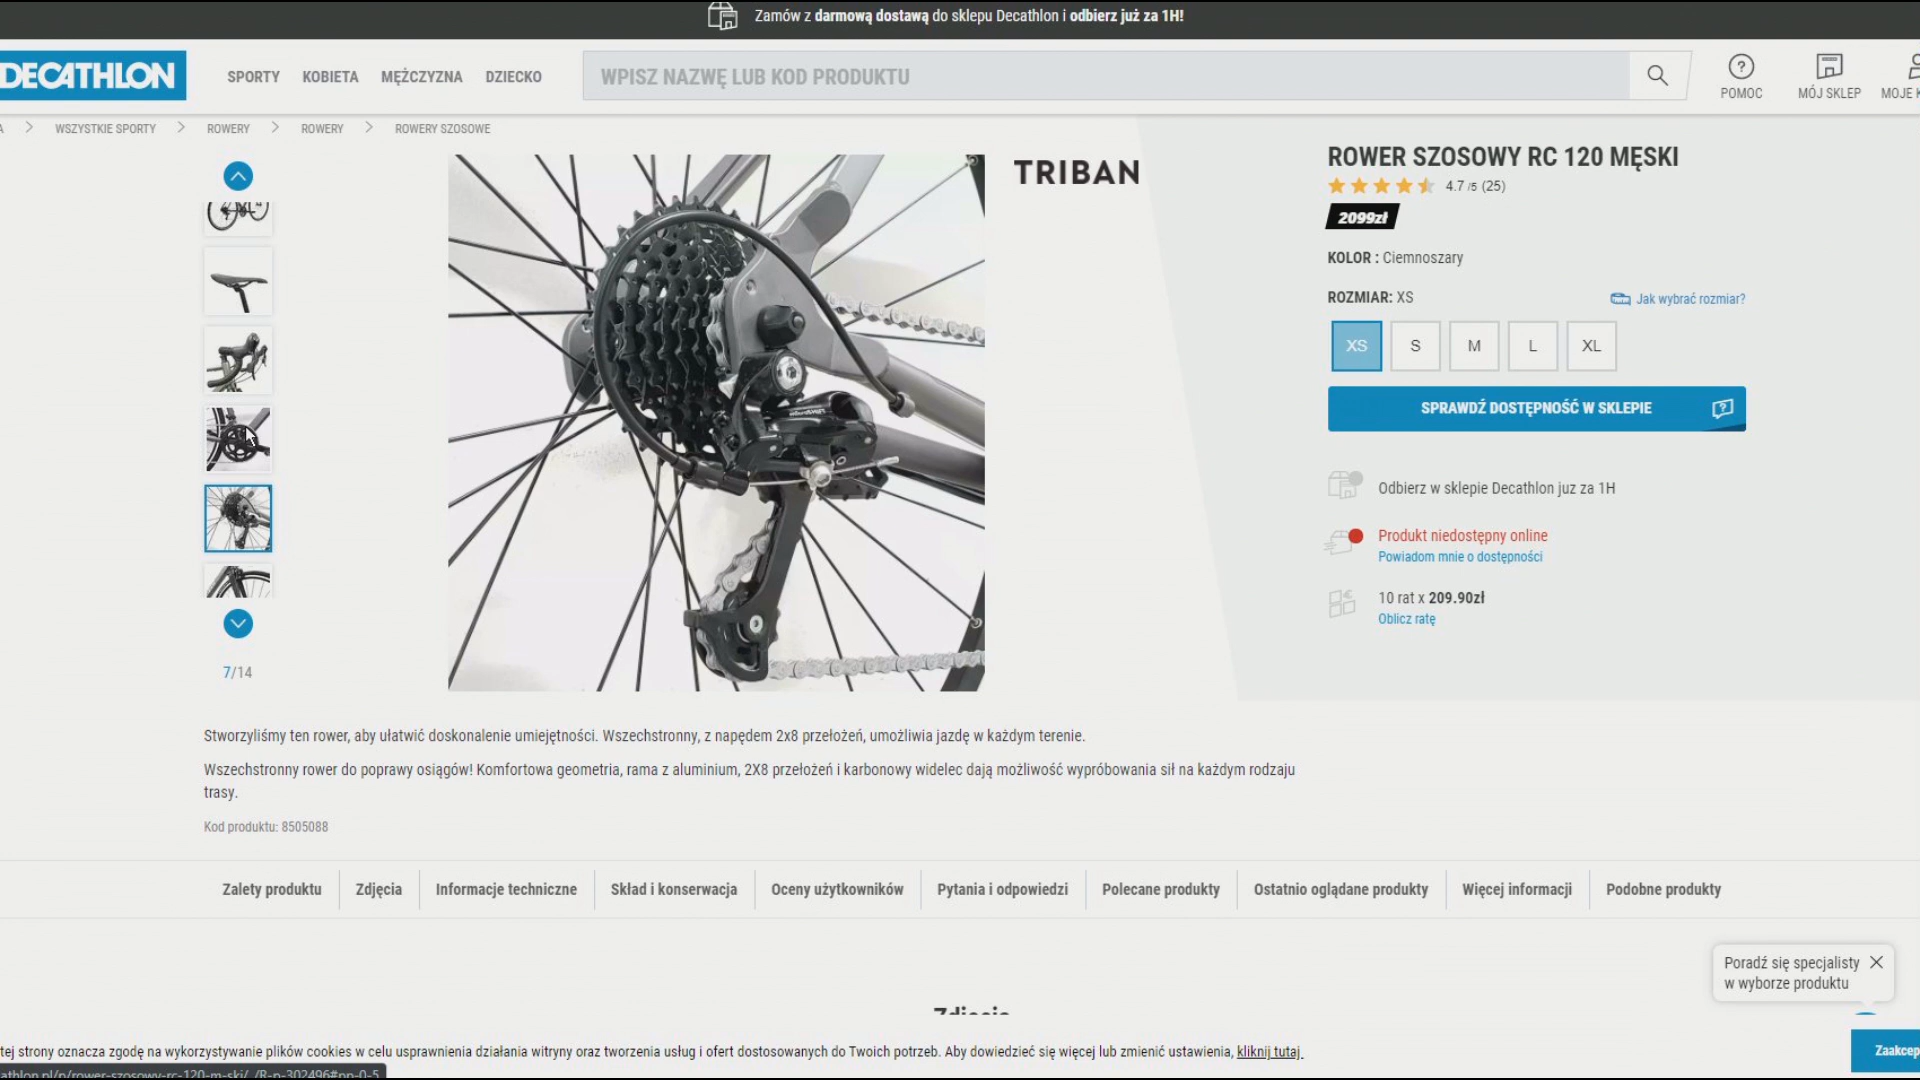 Zamów z darmową dostawą do sklepu Decathlon i odbierz już za 1H!
DECATHLON
SPORTY KOBIETA MĘŻCZYZNA DZIECKO
WPISZ NAZWĘ LUB KOD PRODUKTU
POMOC
MÓJ SKLEP
MOJE K
A > WSZYSTKIE SPORTY > ROWERY > ROWERY > ROWERY SZOSOWE
TRIBAN
ROWER SZOSOWY RC 120 MĘSKI
4.7 /5 (25)
2099zł
KOLOR : Ciemnoszary
ROZMIAR: XS
Jak wybrać rozmiar?
XS S M L XL
SPRAWDŹ DOSTĘPNOŚĆ W SKLEPIE
Odbierz w sklepie Decathlon juz za 1H
Produkt niedostępny online
Powiadom mnie o dostępności
10 rat x 209.90zł
Oblicz ratę
7/14
Stworzyliśmy ten rower, aby ułatwić doskonalenie umiejętności. Wszechstronny, z napędem 2x8 przełożeń, umożliwia jazdę w każdym terenie.
Wszechstronny rower do poprawy osiągów! Komfortowa geometria, rama z aluminium, 2X8 przełożeń i karbonowy widelec dają możliwość wypróbowania sił na każdym rodzaju
trasy.
Kod produktu: 8505088
Zalety produktu Zdjęcia Informacje techniczne Skład i konserwacja Oceny użytkowników Pytania i odpowiedzi Polecane produkty Ostatnio oglądane produkty Więcej informacji Podobne produkty
Poradź się specjalisty
w wyborze produktu
Zdjęcia
tej strony oznacza zgodę na wykorzystywanie plików cookies w celu usprawnienia działania witryny oraz tworzenia usług i ofert dostosowanych do Twoich potrzeb. Aby dowiedzieć się więcej lub zmienić ustawienia, kliknij tutaj.
Zaakcep
athlon.pl/p/rower-szosowy-rc-120-m-ski/_/R-p-302496#pp-0-5